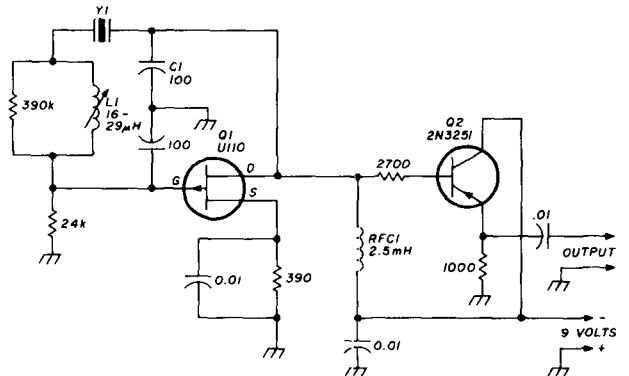 Y1
C1
100
390k
L1
16-
29μH
100
Q1
U110
G
D
S
24k
0.01
390
2700
Q2
2N3251
RFC1
2.5mH
1000
.01
OUTPUT
0.01
-
9 VOLTS
+